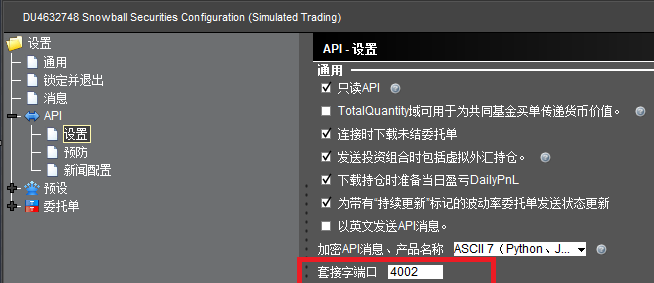 DU4632748 Snowball Securities Configuration (Simulated Trading)
设置
通用
锁定并退出
消息
API
设置
预防
新闻配置
预设
委托单
API - 设置
通用
只读API
TotalQuantity域可用于为共同基金买单传递货币价值。
连接时下载未结委托单
发送投资组合时包括虚拟外汇持仓。
下载持仓时准备当日盈亏DailyPnL
为带有“持续更新”标记的波动率委托单发送状态更新
以英文发送API消息。
加密API消息、产品名称 ASCII 7（Python、J...
套接字端口 4002